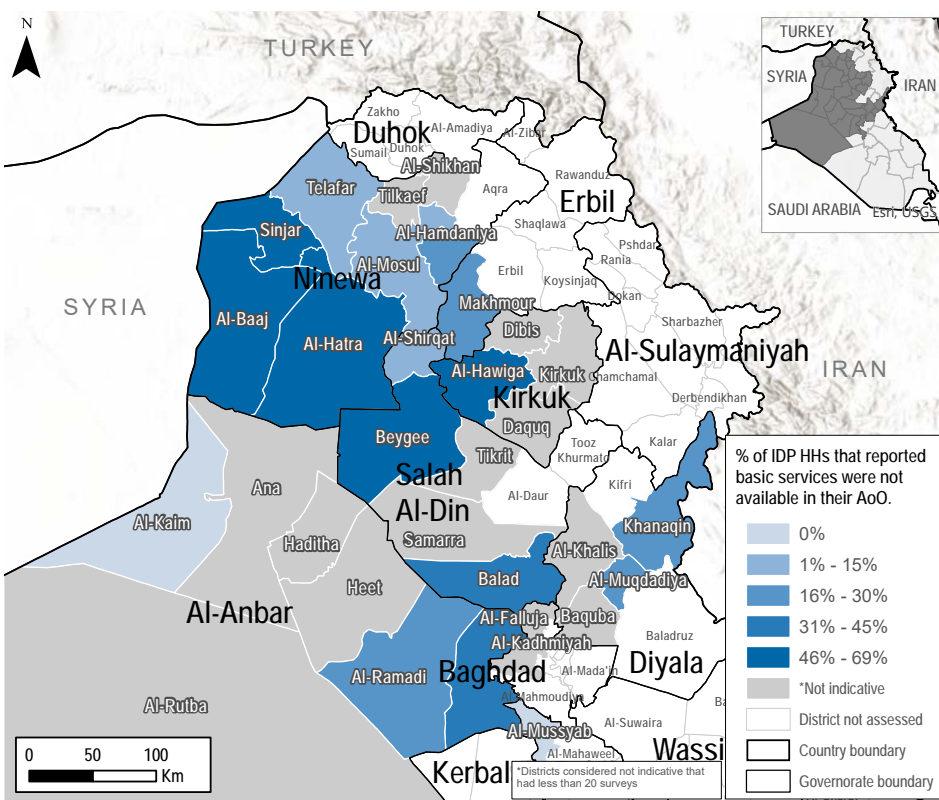 N
TURKEY
TURKEY
SYRIA
IRAN
SAUDI ARABIA
Esri, USGS
Zakho
Duhok
Al-Amadiya
Al-Zibar
Sumail
Duhok
Al-Shikhan
Rawanduz
Telafar
Tilkaef
Aqra
Erbil
Shaqlawa
Sinjar
Al-Hamdaniya
Pshdar
Rania
Al-Mosul
Erbil
Koysinjaq
Ninewa
Dokan
SYRIA
Makhmour
Al-Baaj
Sharbazher
Al-Hatra
Al-Shirqat
Dibis
Al-Sulaymaniyah
IRAN
Al-Hawiga
Kirkuk
Chamchamal
Kirkuk
Derbendikhan
Daquq
Beygee
Tikrit
Tooz
Khurmato
Kalar
Salah
Al-Din
Ana
Al-Daur
Kifri
Al-Kaim
Khanaqin
Haditha
Samarra
Al-Khalis
Heet
Balad
Al-Muqdadiya
Al-Anbar
Al-Falluja
Baquba
Al-Kadhmiyah
Baladruz
Al-Ramadi
Baghdad
Al-Mada'in
Diyala
Al-Mahmoudiya
Al-Rutba
Al-Mussyab
Al-Suwaira
Ba
Al-Mahaweel
Wassi
Kerbal
% of IDP HHs that reported
basic services were not
available in their AoO.
0%
1% - 15%
16% - 30%
31% - 45%
46% - 69%
*Not indicative
District not assessed
Country boundary
Governorate boundary
0 50 100
Km
*Districts considered not indicative that
had less than 20 surveys